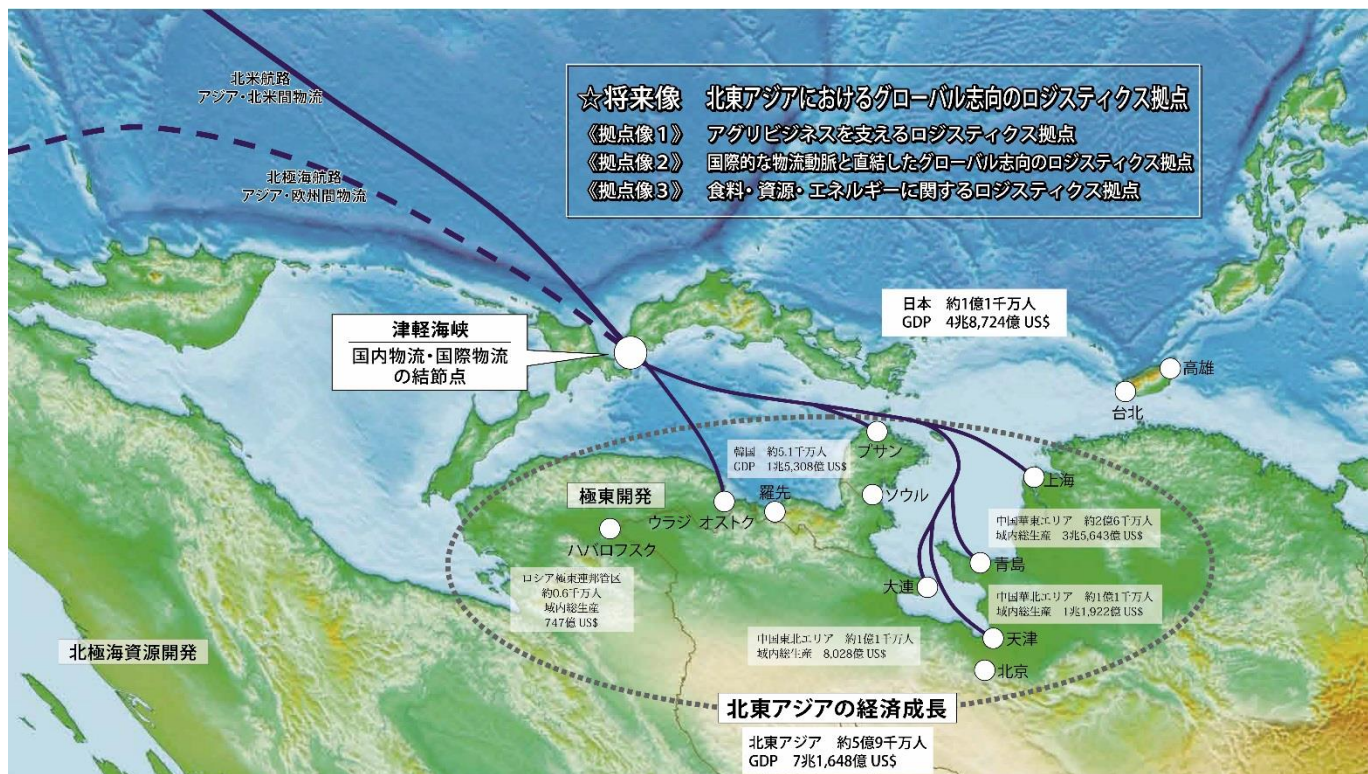 北米航路
アジア・北米間物流
北極海航路
アジア・欧州間物流
☆将来像 北東アジアにおけるグローバル志向のロジスティクス拠点
《拠点像1》 アグリビジネスを支えるロジスティクス拠点
《拠点像2》 国際的な物流動脈と直結したグローバル志向のロジスティクス拠点
《拠点像3》 食料・資源・エネルギーに関するロジスティクス拠点
日本 約1億1千万人
GDP 4兆8,724億 US$
津軽海峡
国内物流・国際物流
の結節点
高雄
台北
プサン
韓国 約5.1千万人
GDP 1兆5,308億 US$
ソウル
上海
極東開発
羅先
ウラジ オストク
ハバロフスク
中国華東エリア 約2億6千万人
域内総生産 3兆5,643億 US$
青島
ロシア極東連邦管区
約0.6千万人
域内総生産
747億 US$
大連
中国華北エリア 約1億1千万人
域内総生産 1兆1,922億 US$
中国東北エリア 約1億1千万人
域内総生産 8,028億 US$
天津
北京
北極海資源開発
北東アジアの経済成長
北東アジア 約5億9千万人
GDP 7兆1,648億 US$